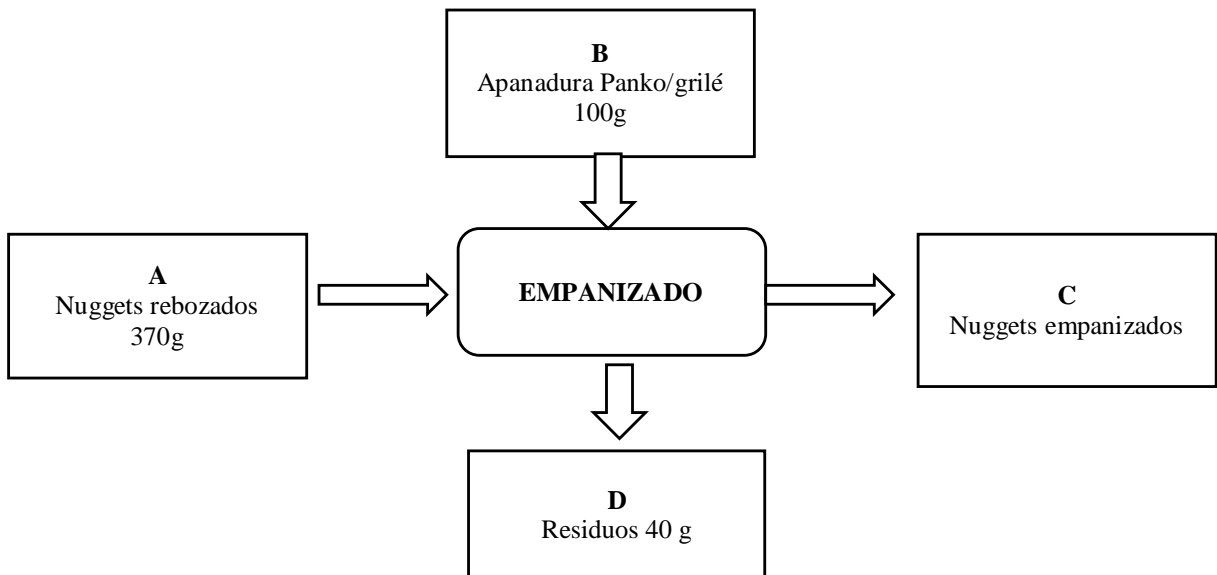 B
Apanadura Panko/grilé
100g
A
Nuggets rebozados
370g
EMPANIZADO
C
Nuggets empanizados
D
Residuos 40 g